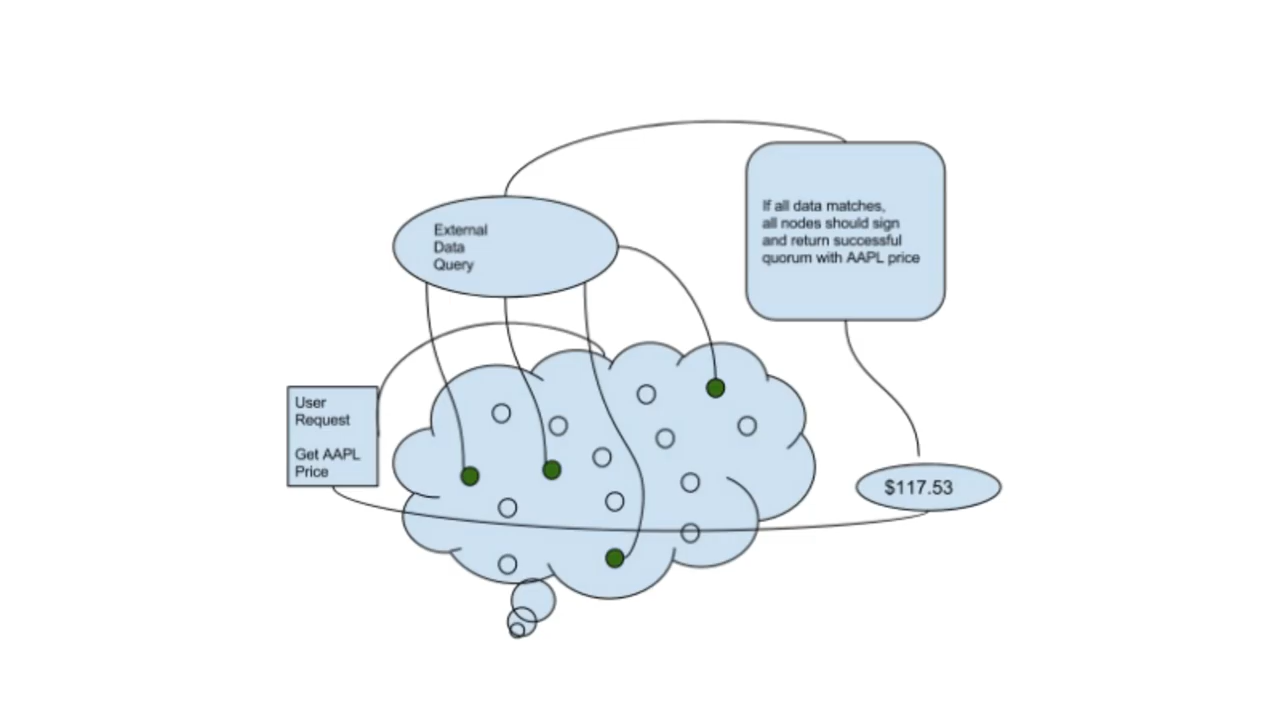 External
Data
Query
If all data matches,
all nodes should sign
and return successful
quorum with AAPL price
User
Request
Get AAPL
Price
$117.53